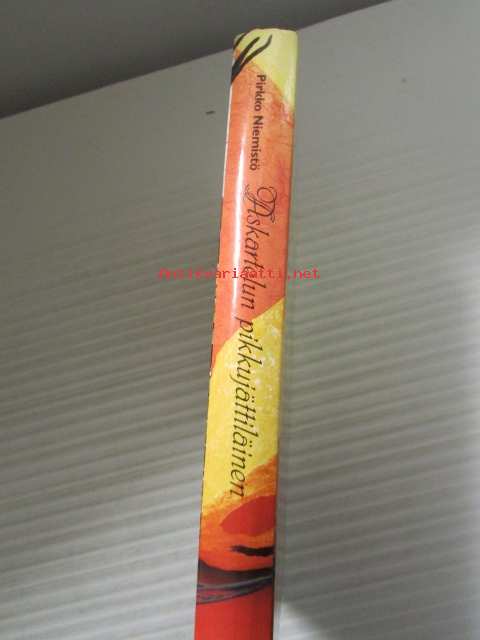 Pirkko Niemistö
Askartelun pikkujättiläinen
Antikvariaatti.net